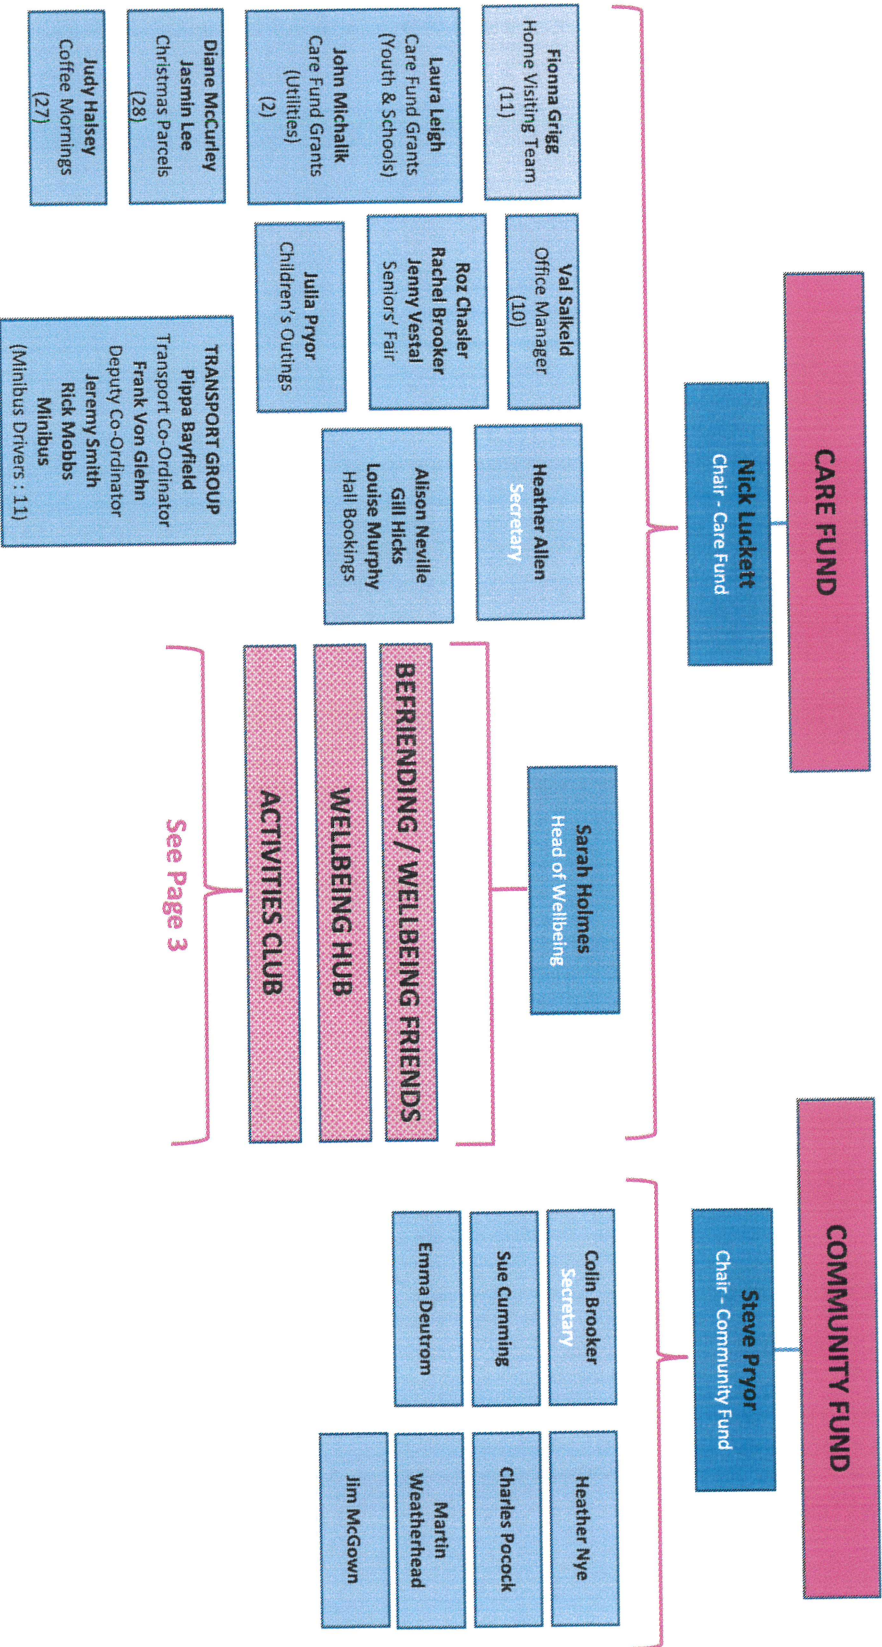 CARE FUND
Nick Luckett
Chair - Care Fund
Fionna Grigg
Home Visiting Team
(11)
Laura Leigh
Care Fund Grants
(Youth & Schools)
John Michalik
Care Fund Grants
(Utilities)
(2)
Diane McCurley
Jasmin Lee
Christmas Parcels
(28)
Judy Halsey
Coffee Mornings
(27)
Val Salkeld
Office Manager
(10)
Roz Chasler
Rachel Brooker
Jenny Vestal
Seniors' Fair
Julia Pryor
Children's Outings
TRANSPORT GROUP
Pippa Bayfield
Transport Co-Ordinator
Frank Von Glehn
Deputy Co-Ordinator
Jeremy Smith
Rick Mobbs
Minibus
(Minibus Drivers : 11)
Heather Allen
Secretary
Alison Neville
Gill Hicks
Louise Murphy
Hall Bookings
Sarah Holmes
Head of Wellbeing
BEFRIENDING / WELLBEING FRIENDS
WELLBEING HUB
ACTIVITIES CLUB
See Page 3
COMMUNITY FUND
Steve Pryor
Chair - Community Fund
Colin Brooker
Secretary
Sue Cumming
Emma Deutrom
Heather Nye
Charles Pocock
Martin
Weatherhead
Jim McGown